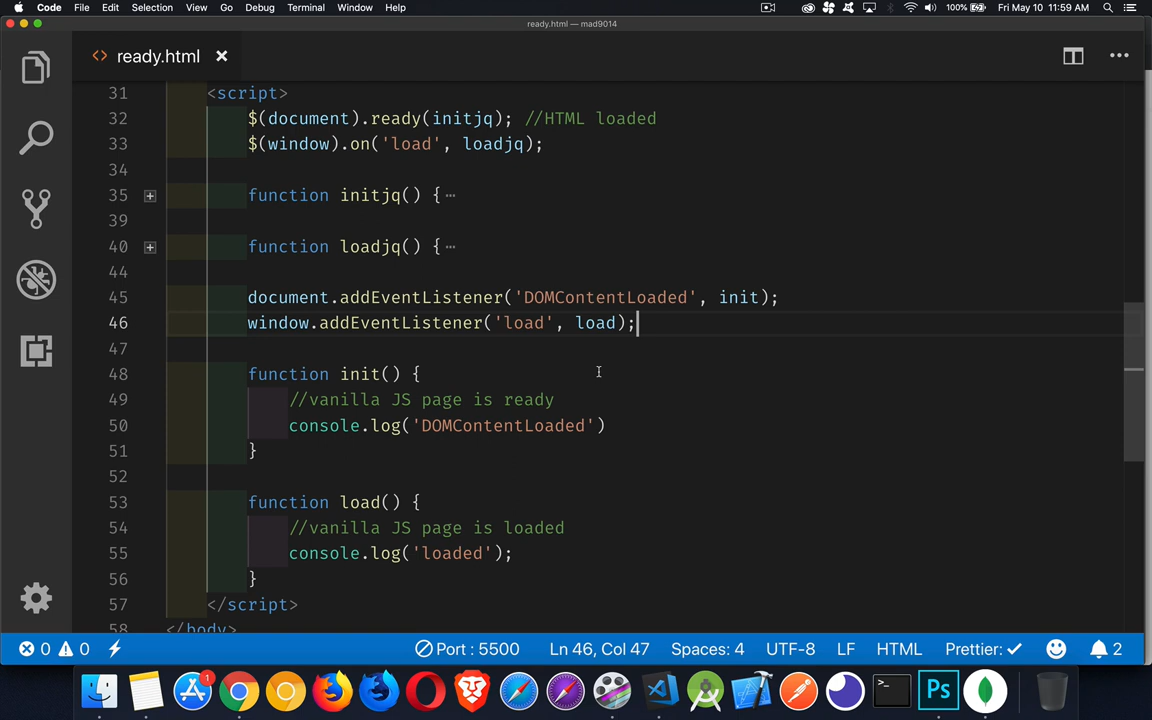 Code File Edit Selection View Go Debug Terminal Window Help 100% Fri May 10 11:59 AM
ready.html — mad9014
<> ready.html ×
31 <script>
32 $(document).ready(initjq); //HTML loaded
33 $(window).on('load', loadjq);
34
35 function initjq() {⋯
39
40 function loadjq() {⋯
44
45 document.addEventListener('DOMContentLoaded', init);
46 window.addEventListener('load', load);
47
48 function init() {
49 //vanilla JS page is ready
50 console.log('DOMContentLoaded')
51 }
52
53 function load() {
54 //vanilla JS page is loaded
55 console.log('loaded');
56 }
57 </script>
58 </body>
0 0 Port : 5500 Ln 46, Col 47 Spaces: 4 UTF-8 LF HTML Prettier: ✓ 2
1 >_ Ps